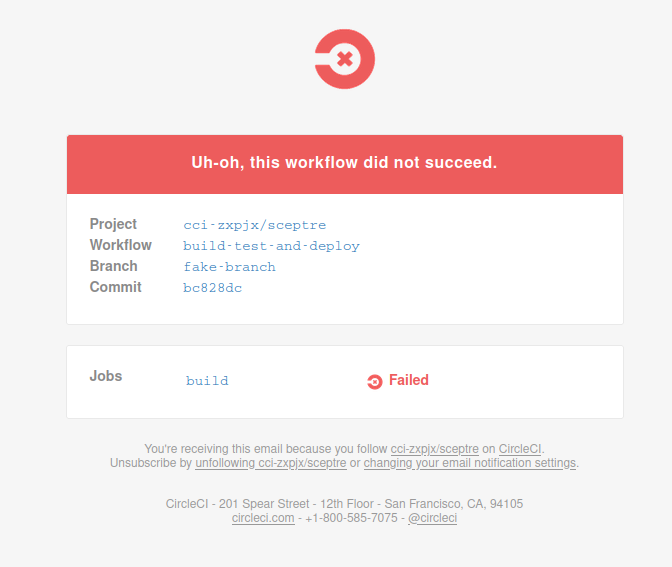 Uh-oh, this workflow did not succeed.
Project cci-zxpjx/sceptre
Workflow build-test-and-deploy
Branch fake-branch
Commit bc828dc
Jobs build Failed
You're receiving this email because you follow cci-zxpjx/sceptre on CircleCI.
Unsubscribe by unfollowing cci-zxpjx/sceptre or changing your email notification settings.
CircleCI - 201 Spear Street - 12th Floor - San Francisco, CA, 94105
circleci.com - +1-800-585-7075 - @circleci